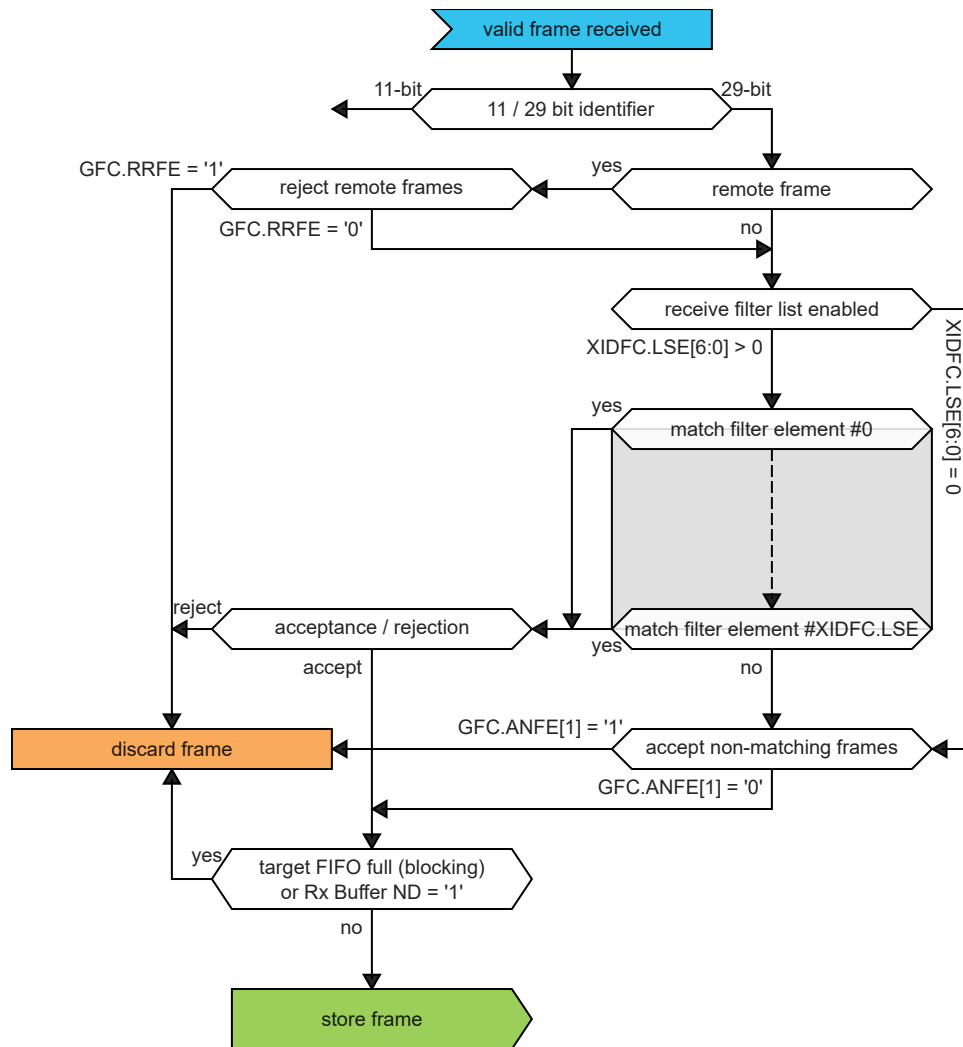 valid frame received
11-bit
29-bit
11 / 29 bit identifier
GFC.RRFE = '1'
yes
reject remote frames
remote frame
GFC.RRFE = '0'
no
receive filter list enabled
XIDFC.LSE[6:0] > 0
XIDFC.LSE[6:0] = 0
yes
match filter element #0
reject
acceptance / rejection
match filter element #XIDFC.LSE
yes
accept
no
GFC.ANFE[1] = '1'
discard frame
accept non-matching frames
GFC.ANFE[1] = '0'
yes
target FIFO full (blocking)
or Rx Buffer ND = '1'
no
store frame